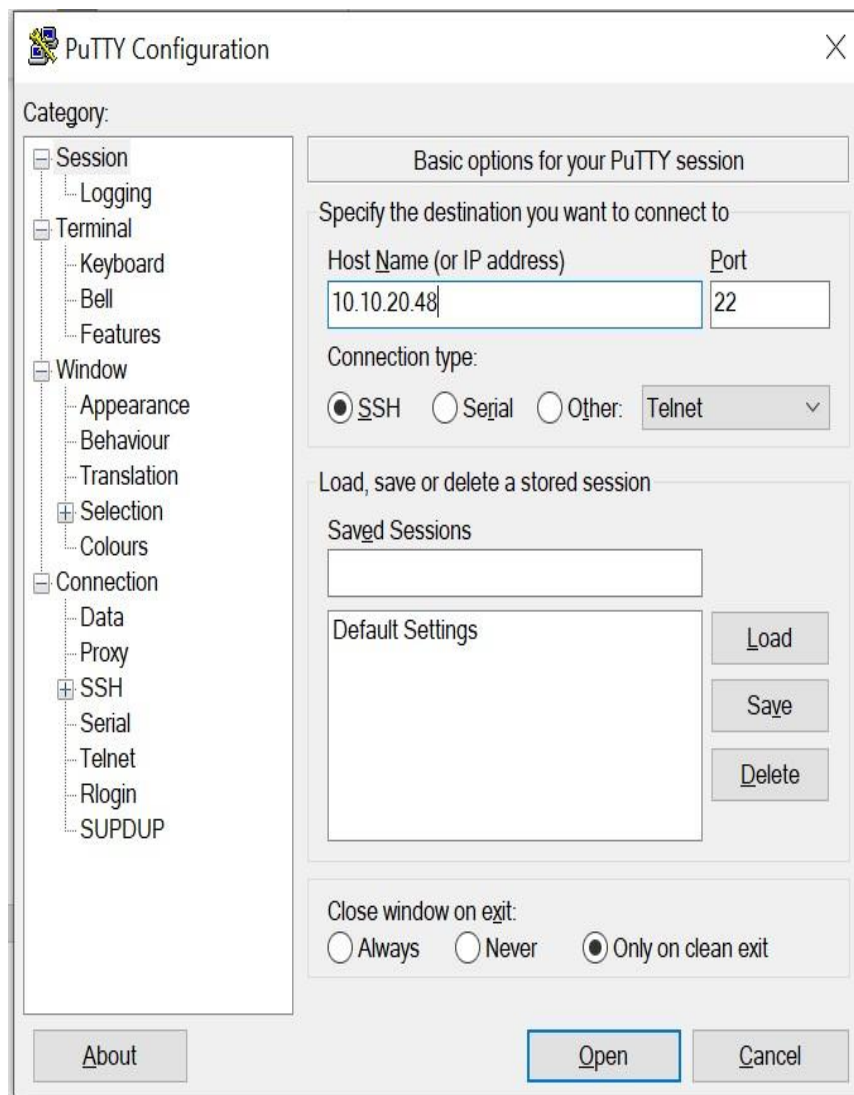 PuTTY Configuration
Category:
Session
Logging
Terminal
Keyboard
Bell
Features
Window
Appearance
Behaviour
Translation
Selection
Colours
Connection
Data
Proxy
SSH
Serial
Telnet
Rlogin
SUPDUP
Basic options for your PuTTY session
Specify the destination you want to connect to
Host Name (or IP address) Port
10.10.20.48 22
Connection type:
SSH Serial Other: Telnet
Load, save or delete a stored session
Saved Sessions
Default Settings
Load
Save
Delete
Close window on exit:
Always Never Only on clean exit
About Open Cancel